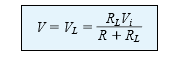 V = V_L = \frac{R_L V_i}{R + R_L}